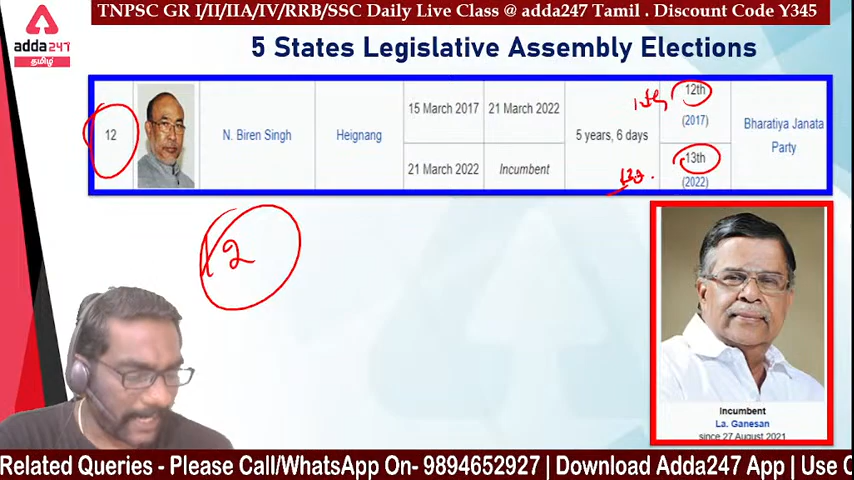 TNPSC GR I/II/IIA/IV/RRB/SSC Daily Live Class @ adda247 Tamil . Discount Code Y345
adda247
தமிழ்
5 States Legislative Assembly Elections
12
N. Biren Singh
Heignang
15 March 2017
21 March 2022
21 March 2022
Incumbent
5 years, 6 days
12th
12th
(2017)
13th
(2022)
Bharatiya Janata
Party
12
Incumbent
La. Ganesan
since 27 August 2021
Related Queries - Please Call/WhatsApp On- 9894652927 | Download Adda247 App | Use C